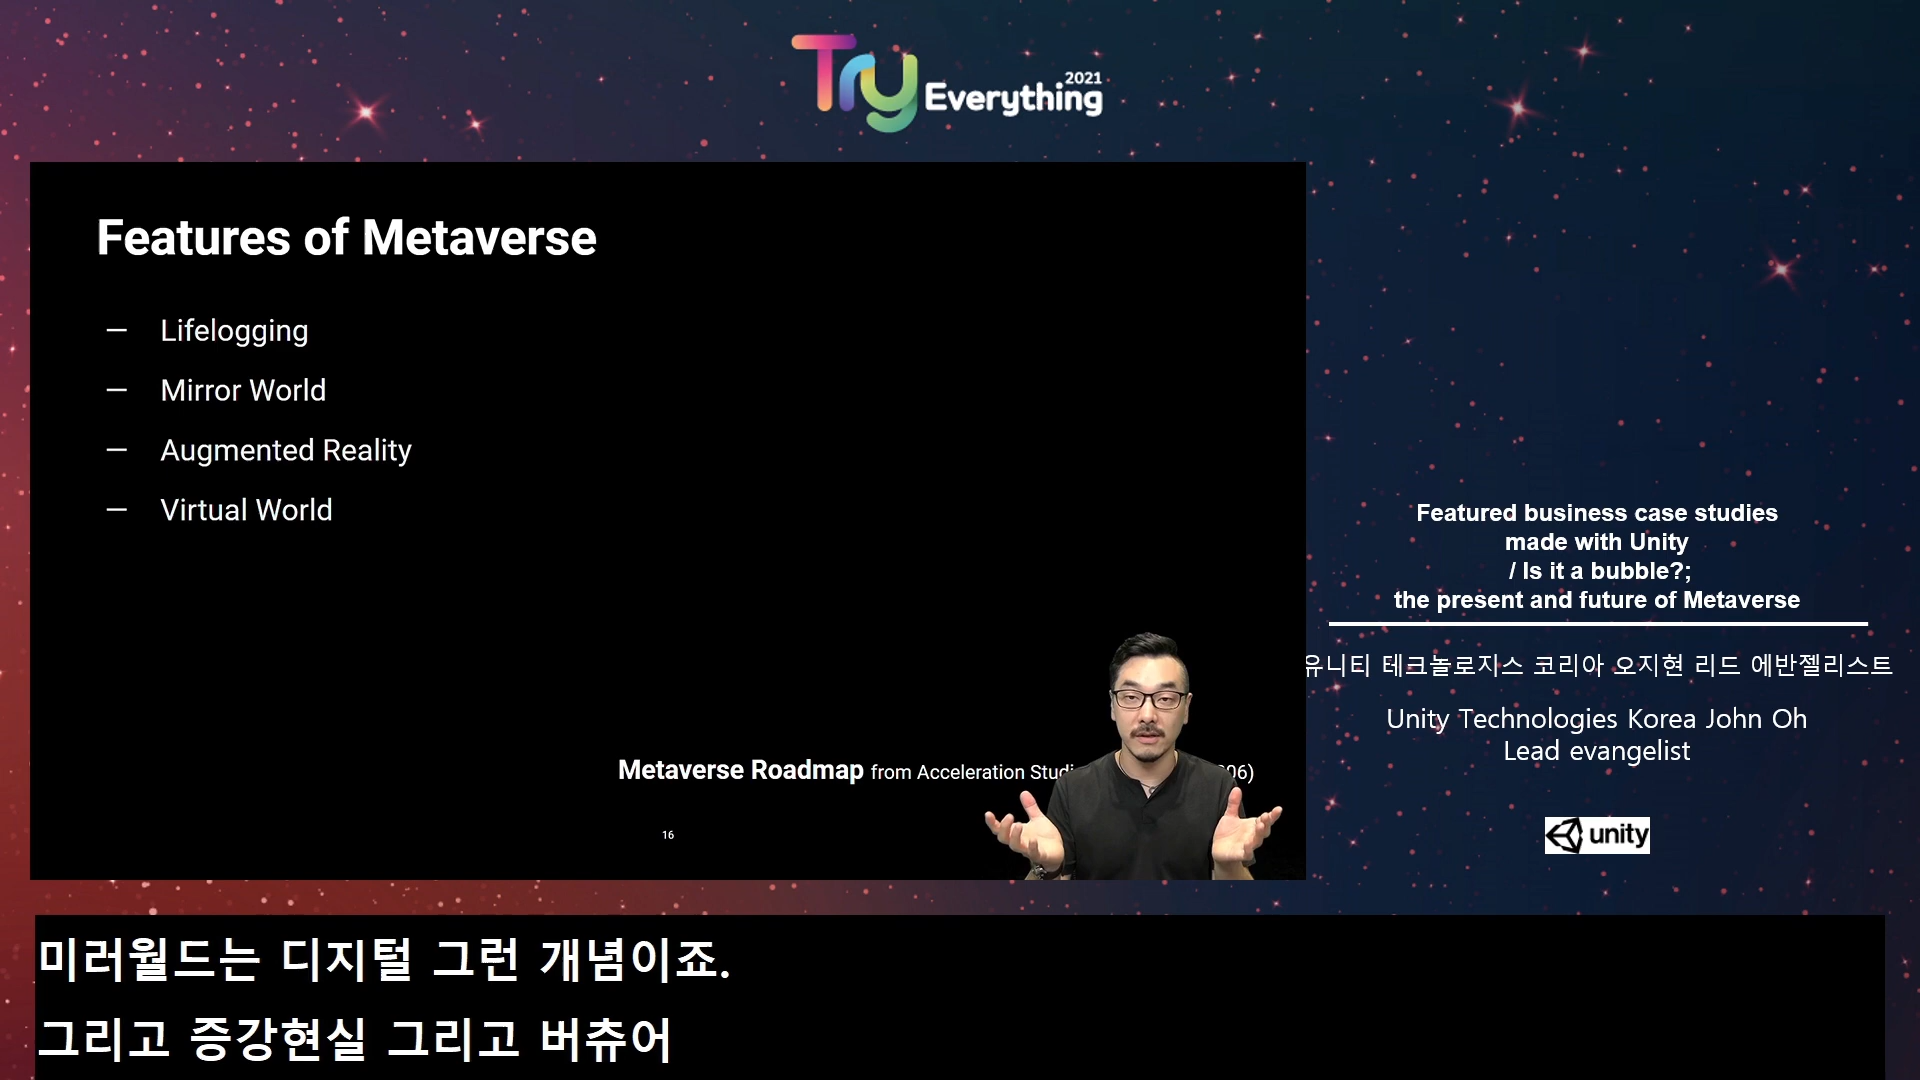 Try Everything 2021
Features of Metaverse
— Lifelogging
— Mirror World
— Augmented Reality
— Virtual World
Metaverse Roadmap from Acceleration 06)
16
Featured business case studies
made with Unity
/ Is it a bubble?;
the present and future of Metaverse
유니티 테크놀로지스 코리아 오지현 리드 에반젤리스트
Unity Technologies Korea John Oh
Lead evangelist
unity
미러월드는 디지털 그런 개념이죠.
그리고 증강현실 그리고 버츄어